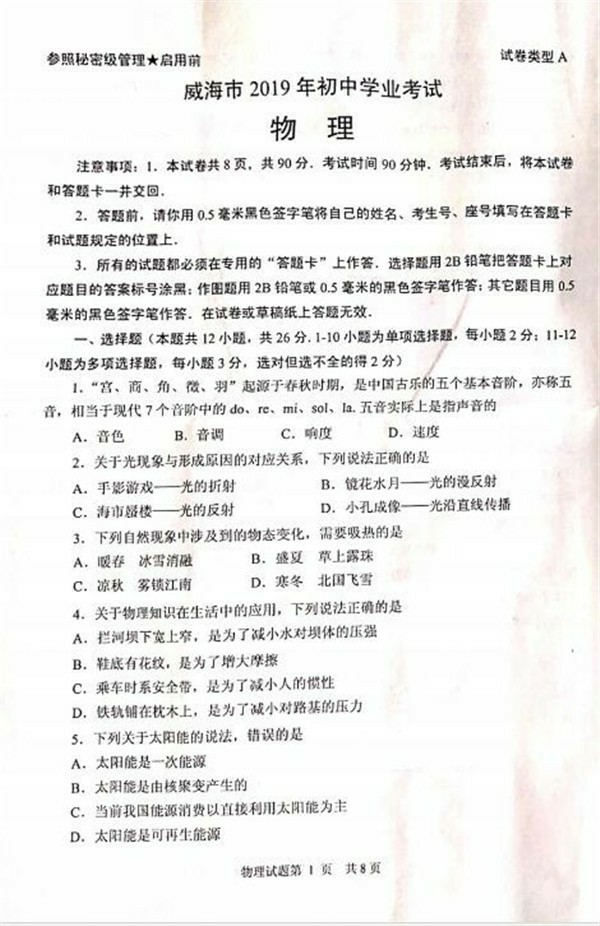 参照秘密级管理★启用前
试卷类型 A
威海市 2019 年初中学业考试
物 理
注意事项：1．本试卷共 8 页，共 90 分．考试时间 90 分钟．考试结束后，将本试卷
和答题卡一并交回．
2．答题前，请你用 0.5 毫米黑色签字笔将自己的姓名、考生号、座号填写在答题卡
和试题规定的位置上．
3．所有的试题都必须在专用的“答题卡”上作答．选择题用 2B 铅笔把答题卡上对
应题目的答案标号涂黑；作图题用 2B 铅笔或 0.5 毫米的黑色签字笔作答；其它题目用 0.5
毫米的黑色签字笔作答．在试卷或草稿纸上答题无效．
一、选择题（本题共 12 小题，共 26 分. 1-10 小题为单项选择题，每小题 2 分；11-12
小题为多项选择题，每小题 3 分，选对但选不全的得 2 分）
1．“宫、商、角、徵、羽”起源于春秋时期，是中国古乐的五个基本音阶，亦称五
音，相当于现代 7 个音阶中的 do、re、mi、sol、la. 五音实际上是指声音的
A．音色 B．音调 C．响度 D．速度
2．关于光现象与形成原因的对应关系，下列说法正确的是
A．手影游戏——光的折射 B．镜花水月——光的漫反射
C．海市蜃楼——光的反射 D．小孔成像——光沿直线传播
3．下列自然现象中涉及到的物态变化，需要吸热的是
A．暖春 冰雪消融 B．盛夏 草上露珠
C．凉秋 雾锁江南 D．寒冬 北国飞雪
4．关于物理知识在生活中的应用，下列说法正确的是
A．拦河坝下宽上窄，是为了减小水对坝体的压强
B．鞋底有花纹，是为了增大摩擦
C．乘车时系安全带，是为了减小人的惯性
D．铁轨铺在枕木上，是为了减小对路基的压力
5．下列关于太阳能的说法，错误的是
A．太阳能是一次能源
B．太阳能是由核聚变产生的
C．当前我国能源消费以直接利用太阳能为主
D．太阳能是可再生能源
物理试题第 1 页 共 8 页